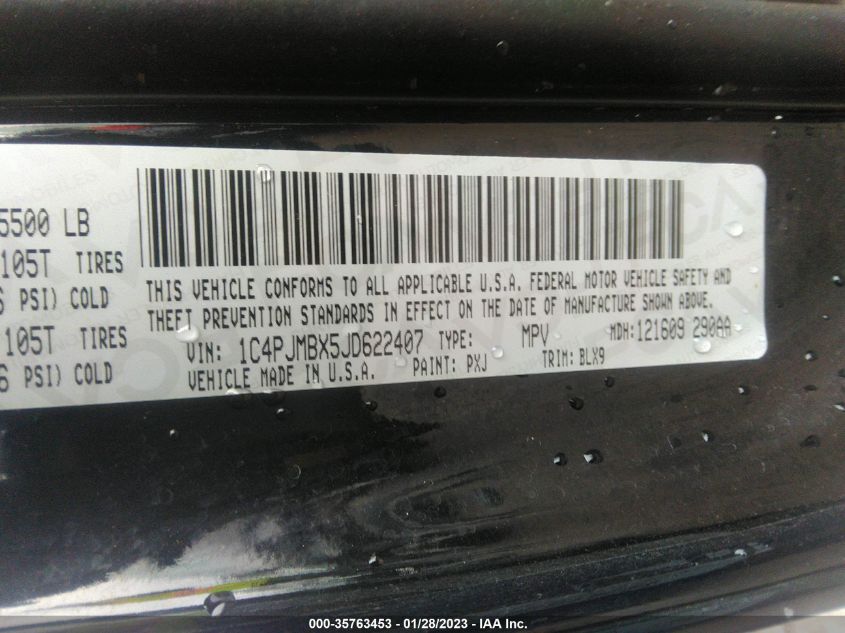 5500 LB
105T TIRES
PSI) COLD
105T TIRES
PSI) COLD
THIS VEHICLE CONFORMS TO ALL APPLICABLE U.S.A. FEDERAL MOTOR VEHICLE SAFETY AND
THEFT PREVENTION STANDARDS IN EFFECT ON THE DATE OF MANUFACTURE SHOWN ABOVE.
VIN: 1C4PJMBX5JD622407 TYPE: MPV MDH:121609 290AA
VEHICLE MADE IN U.S.A. PAINT: PXJ TRIM: BLX9
000-35763453 - 01/28/2023 - IAA Inc.